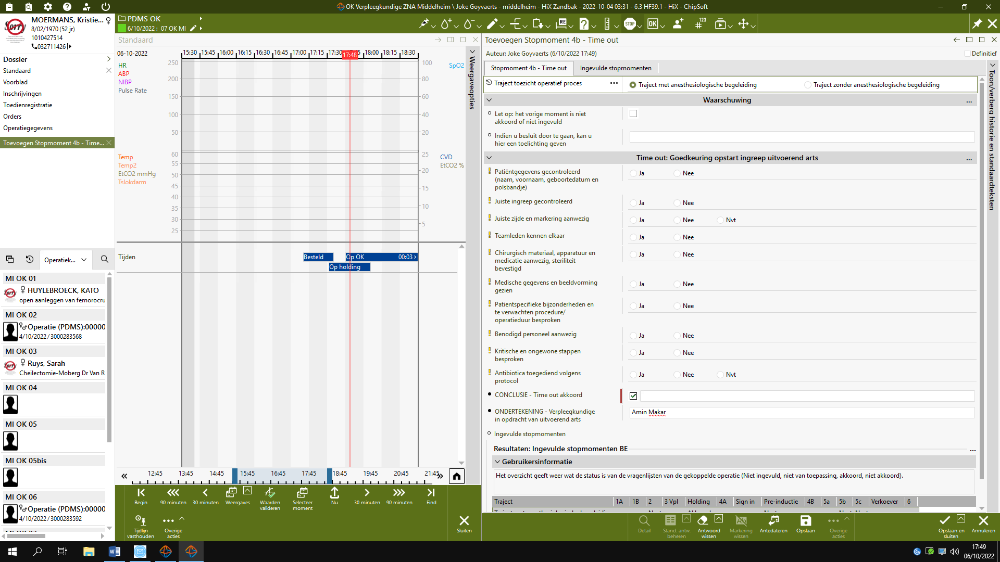 OK Verpleegkundige ZNA Middelheim \ Joke Goyvaerts - middelheim - HiX Zandbak - 2022-10-04 03:31 - 6.3 HF39.1 - HiX - ChipSoft
Sorry
MOERMANS, Kristie...
8/02/1970 (52 jr)
1010427514
032711426
Dossier
Standaard
Voorblad
Inschrijvingen
Toedienregistratie
Orders
Operatiegegevens
Toevoegen Stopmoment 4b - Time...
Operatiek...
MI OK 01
HUYLEBROECK, KATO
open aanleggen van femorocru
MI OK 02
Operatie (PDMS):00000
4/10/2022 / 3000283568
MI OK 03
Ruys, Sarah
Cheilectomie-Moberg Dr Van R
MI OK 04
MI OK 05
MI OK 05bis
MI OK 06
Operatie (PDMS):00000
4/10/2022 / 3000283592
PDMS OK
6/10/2022 : 07 OK MI
RE
STOP
OK
123
Standaard
06-10-2022
15:30 15:45 16:00 16:15 16:30 16:45 17:00 17:15 17:30 17:48 18:00 18:15 18:30
HR
ABP
NIBP
Pulse Rate
250
200
150
100
50
100
80
60
40
20
SpO2
Temp
Temp2
EtCO2 mmHg
Tslokdarm
60
55
50
45
40
35
30
25
25
20
15
10
5
CVD
EtCO2 %
Weergaveopties
Tijden
Besteld
Op OK 00:03
Op holding
12:45 13:45 14:45 15:45 16:45 17:45 18:45 19:45 20:45 21:45
Begin
90 minuten
30 minuten
Weergaves
Waarden valideren
Selecteer moment
Nu
30 minuten
90 minuten
Eind
Tijdlijn vasthouden
Overige acties
Sluiten
Toevoegen Stopmoment 4b - Time out
Auteur: Joke Goyvaerts (6/10/2022 17:49)
Definitief
Stopmoment 4b - Time out
Ingevulde stopmomenten
Traject toezicht operatief proces
Traject met anesthesiologische begeleiding
Traject zonder anesthesiologische begeleiding
Waarschuwing
Let op: het vorige moment is niet
akkoord of niet ingevuld
Indien u besluit door te gaan, kan u
hier een toelichting geven
Time out: Goedkeuring opstart ingreep uitvoerend arts
Patiëntgegevens gecontroleerd
(naam, voornaam, geboortedatum en
polsbandje)
Ja Nee
Juiste ingreep gecontroleerd
Ja Nee
Juiste zijde en markering aanwezig
Ja Nee Nvt
Teamleden kennen elkaar
Ja Nee
Chirurgisch materiaal, apparatuur en
medicatie aanwezig, steriliteit
bevestigd
Ja Nee
Medische gegevens en beeldvorming
gezien
Ja Nee
Patientspecifieke bijzonderheden en
te verwachten procedure/
operatieduur besproken
Ja Nee
Benodigd personeel aanwezig
Ja Nee
Kritische en ongewone stappen
besproken
Ja Nee
Antibiotica toegediend volgens
protocol
Ja Nee Nvt
CONCLUSIE - Time out akkoord
ONDERTEKENING - Verpleegkundige
in opdracht van uitvoerend arts
Amin Makar
Ingevulde stopmomenten
Resultaten: Ingevulde stopmomenten BE
Gebruikersinformatie
Het overzicht geeft weer wat de status is van de vragenlijsten van de gekoppelde operatie (Niet ingevuld, niet van toepassing, akkoord, niet akkoord).
Traject 1A 1B 2 3 Vpl Holding 4A Sign in Pre-inductie 4B 5a 5b 5c Verkoever 6
Toon/verberg historie en standaardteksten
Detail
Stand. antw. beheren
Antwoord wissen
Markering wissen
Antedateren
Opslaan
Overige acties
Opslaan en sluiten
Annuleren
17:49
06/10/2022